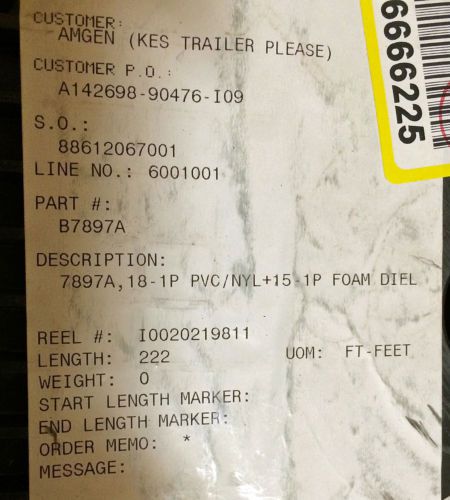 CUSTOMER:
AMGEN (KES TRAILER PLEASE)
CUSTOMER P.O.:
A142698-90476-I09
S.O.:
88612067001
LINE NO.: 6001001
PART #:
B7897A
DESCRIPTION:
7897A,18-1P PVC/NYL+15-1P FOAM DIEL
REEL #: I0020219811
LENGTH: 222 UOM: FT-FEET
WEIGHT: 0
START LENGTH MARKER:
END LENGTH MARKER:
ORDER MEMO: *
MESSAGE:
6666225